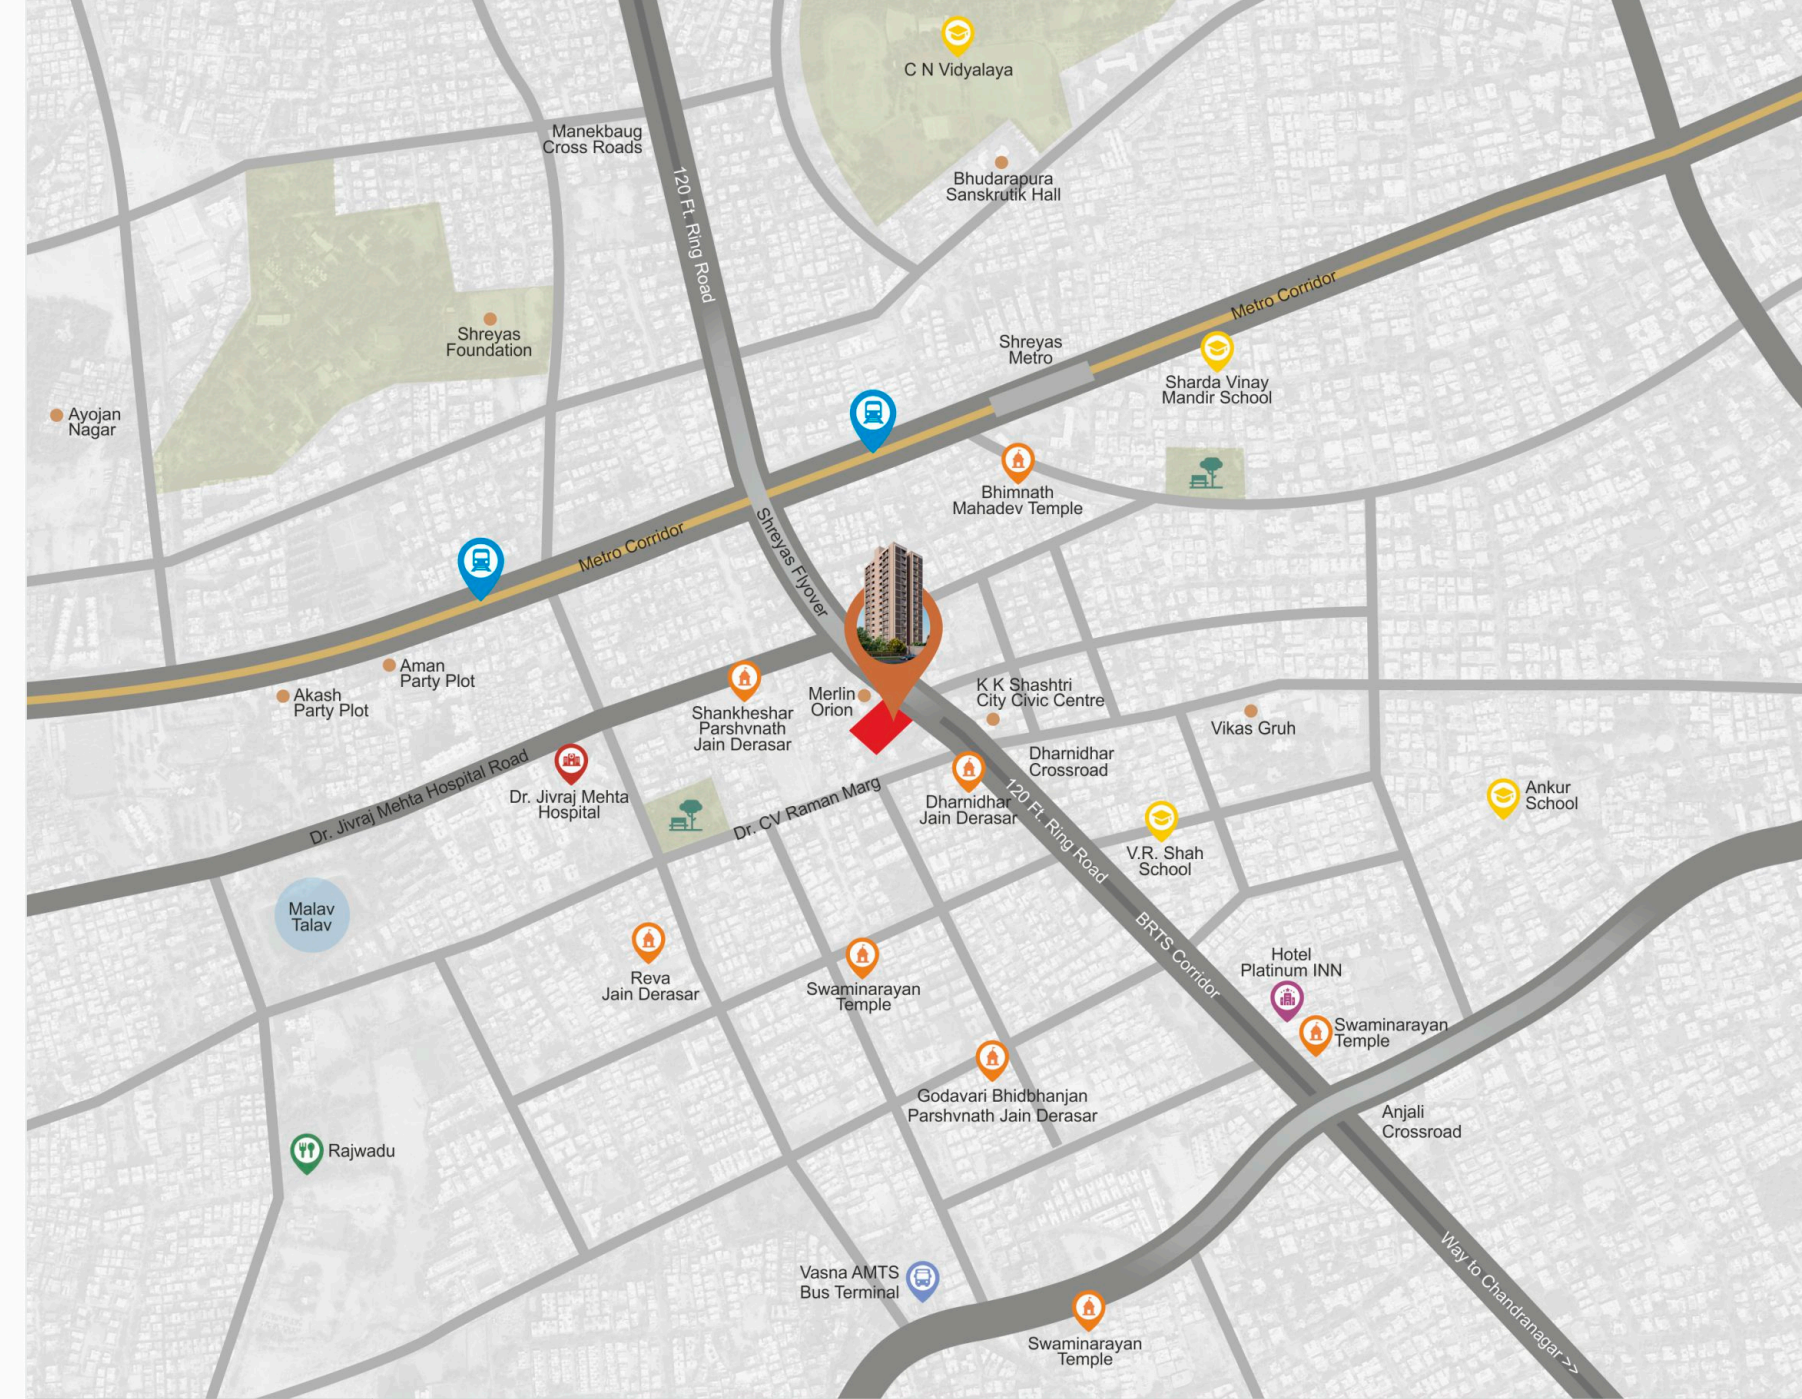 C N Vidyalaya
Manekbaug
Cross Roads
Bhudarapura
Sanskrutik Hall
120 Ft. Ring Road
Metro Corridor
Shreyas
Foundation
Shreyas
Metro
Sharda Vinay
Mandir School
Ayojan
Nagar
Bhimnath
Mahadev Temple
Metro Corridor
Shreyas Flyover
Aman
Party Plot
Akash
Party Plot
Shankheshar
Parshvnath
Jain Derasar
Merlin
Orion
K K Shashtri
City Civic Centre
Vikas Gruh
Dharnidhar
Crossroad
Dr. Jivraj Mehta Hospital Road
Dr. Jivraj Mehta
Hospital
Dr. CV Raman Marg
Dharnidhar
Jain Derasar
120 Ft. Ring Road
Ankur
School
V.R. Shah
School
Malav
Talav
BRTS Corridor
Reva
Jain Derasar
Swaminarayan
Temple
Hotel
Platinum INN
Swaminarayan
Temple
Godavari Bhidbhanjan
Parshvnath Jain Derasar
Anjali
Crossroad
Rajwadu
Vasna AMTS
Bus Terminal
Way to Chandranagar >>
Swaminarayan
Temple